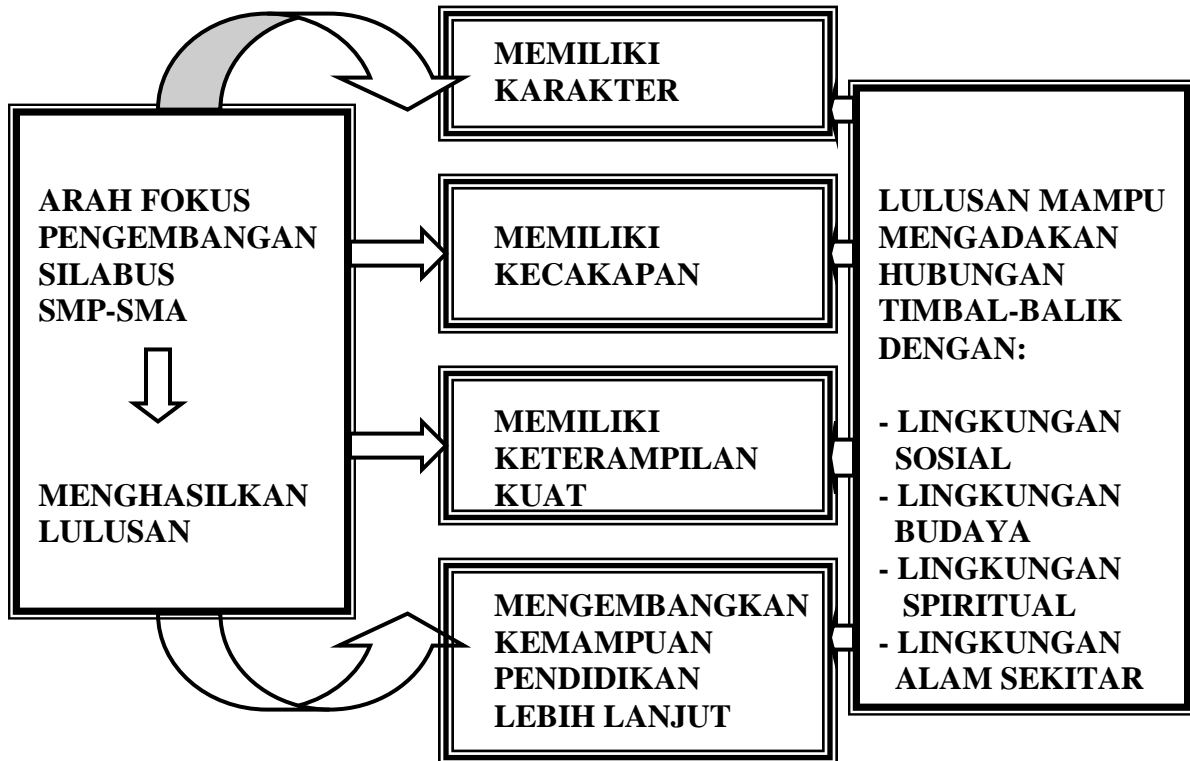 ARAH FOKUS
PENGEMBANGAN
SILABUS
SMP-SMA
MENGHASILKAN
LULUSAN
MEMILIKI
KARAKTER
MEMILIKI
KECAKAPAN
MEMILIKI
KETERAMPILAN
KUAT
MENGEMBANGKAN
KEMAMPUAN
PENDIDIKAN
LEBIH LANJUT
LULUSAN MAMPU
MENGADAKAN
HUBUNGAN
TIMBAL-BALIK
DENGAN:
- LINGKUNGAN
SOSIAL
- LINGKUNGAN
BUDAYA
- LINGKUNGAN
SPIRITUAL
- LINGKUNGAN
ALAM SEKITAR